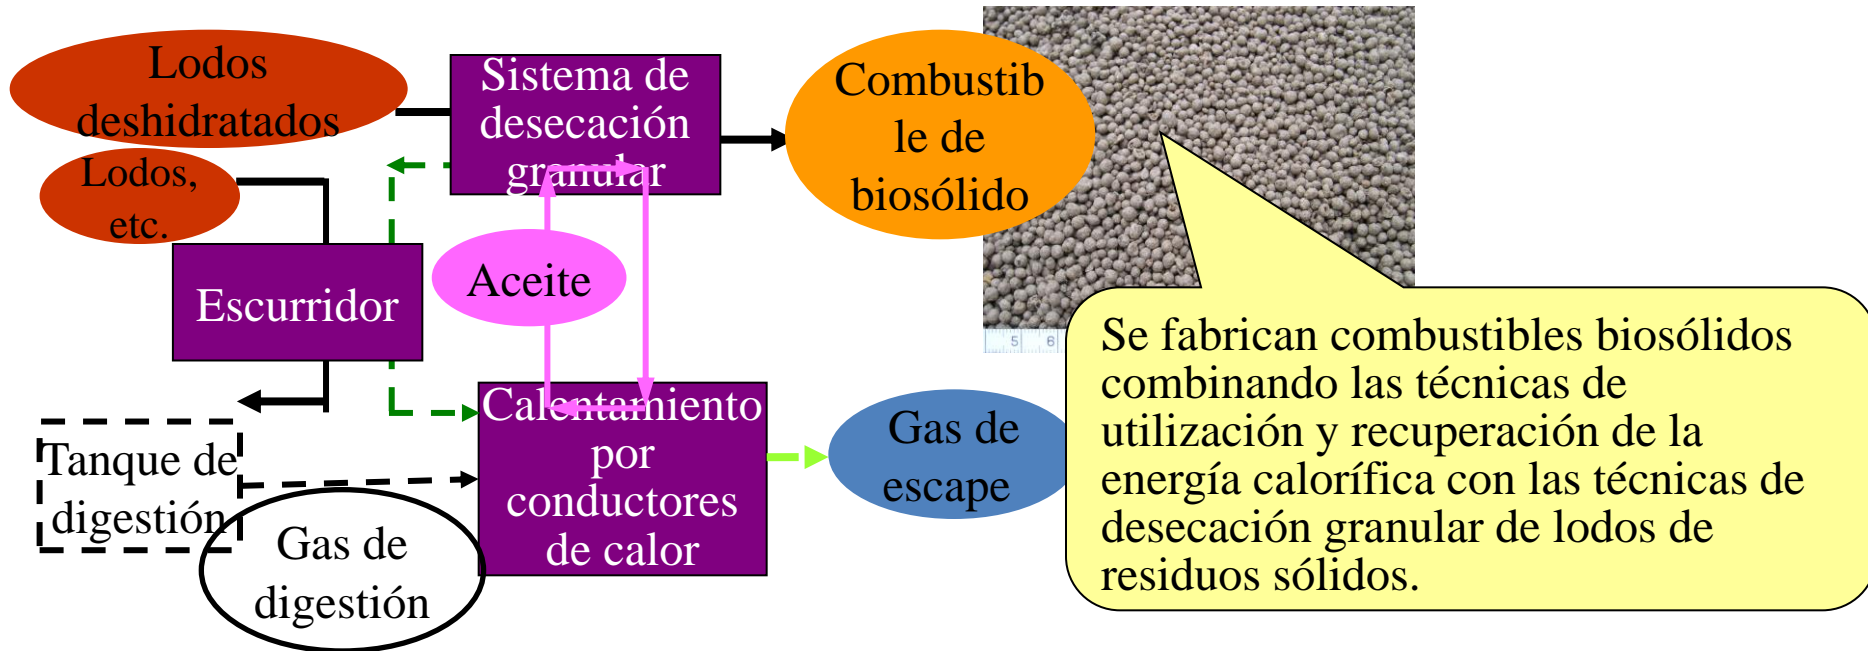 Lodos
deshidratados
Sistema de
desecación
granular
Combustib
le de
biosólido
Lodos,
etc.
Aceite
Escurridor
5 6
Se fabrican combustibles biosólidos
combinando las técnicas de
utilización y recuperación de la
energía calorífica con las técnicas de
desecación granular de lodos de
residuos sólidos.
Calentamiento
por
conductores
de calor
Gas de
escape
Tanque de
digestión
Gas de
digestión